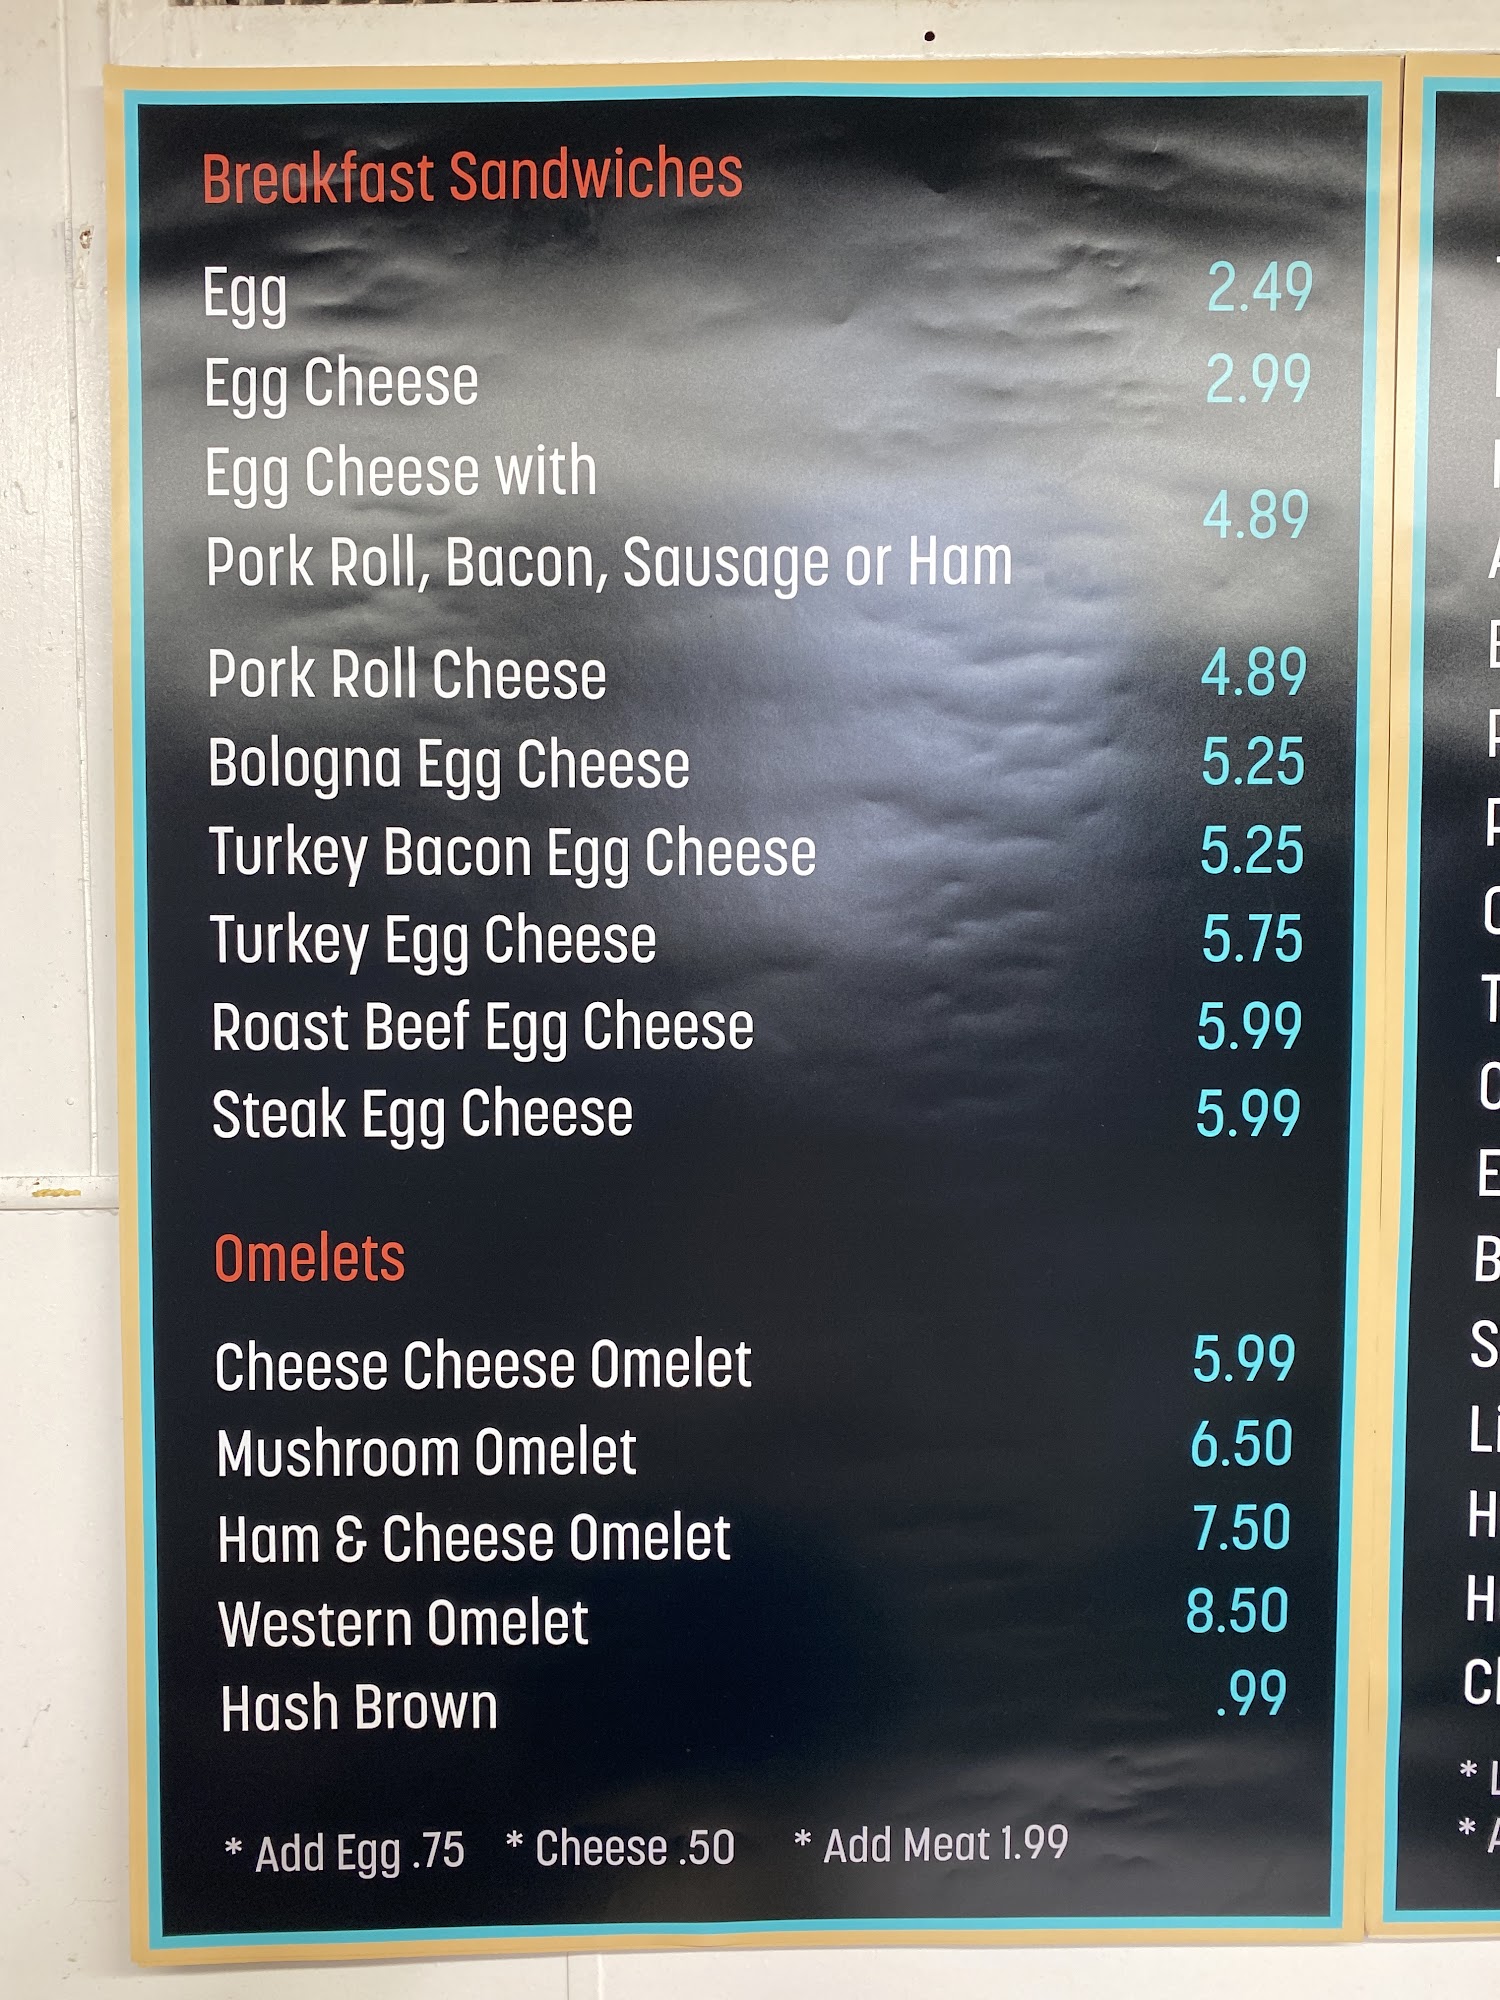 Breakfast Sandwiches
Egg 2.49
Egg Cheese 2.99
Egg Cheese with
4.89
Pork Roll, Bacon, Sausage or Ham
Pork Roll Cheese 4.89
Bologna Egg Cheese 5.25
Turkey Bacon Egg Cheese 5.25
Turkey Egg Cheese 5.75
Roast Beef Egg Cheese 5.99
Steak Egg Cheese 5.99
Omelets
Cheese Cheese Omelet 5.99
Mushroom Omelet 6.50
Ham & Cheese Omelet 7.50
Western Omelet 8.50
Hash Brown .99
* Add Egg .75 * Cheese .50 * Add Meat 1.99